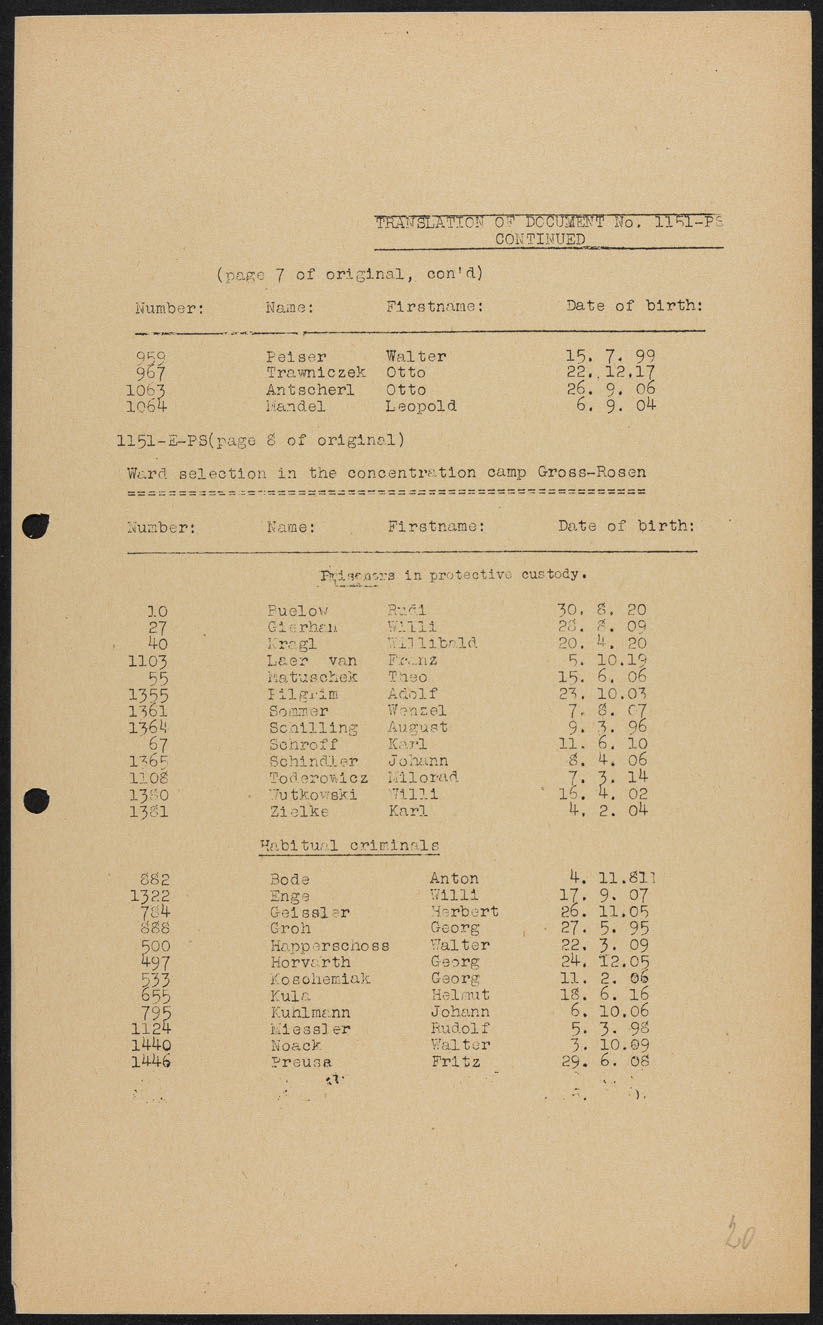 TRANSLATION OF DOCUMENT No. 1151-PS
CONTINUED
(page 7 of original, con'd)
Number: Name: Firstname: Date of birth:
959 Peiser Walter 15. 7. 99
967 Trawniczek Otto 22. 12.17
1063 Antscherl Otto 26. 9. 06
1064 Mandel Leopold 6. 9. 04
1151-E-PS(page 8 of original)
Ward selection in the concentration camp Gross-Rosen
Number: Name: Firstname: Date of birth:
Prisoners in protective custody.
10 Buelow Rudi 30. 8. 20
27 Gierhan Willi 28. 8. 09
40 Kragl Willibald 20. 4. 20
1103 Laer van Franz 5. 10.19
55 Matuschek Theo 15. 6. 06
1355 Pilgrim Adolf 23. 10.03
1361 Sommer Wenzel 7. 8. 07
1364 Schilling August 9. 3. 96
67 Schroff Karl 11. 6. 10
1365 Schindler Johann 8. 4. 06
1108 Toderowicz Milorad 7. 3. 14
1380 Wutkowski Willi 16. 4. 02
1381 Zielke Karl 4. 2. 04
Habitual criminals
882 Bode Anton 4. 11.811
1322 Enge Willi 17. 9. 07
784 Geissler Herbert 26. 11.05
888 Groh Georg 27. 5. 95
500 Happerschoss Walter 22. 3. 09
497 Horvarth Georg 24. 12.05
533 Koschemiak Georg 11. 2. 06
655 Kula Helmut 18. 6. 16
795 Kuhlmann Johann 6. 10.06
1124 Miessler Rudolf 5. 3. 98
1440 Noack Walter 3. 10.09
1446 Preusa Fritz 29. 6. 08
20